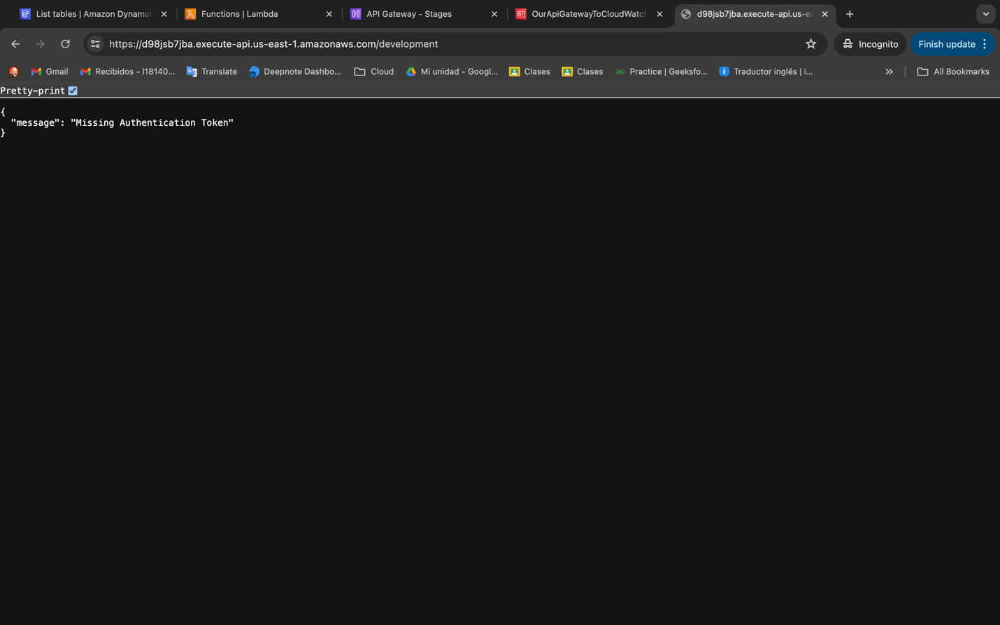 List tables | Amazon Dynamo
Functions | Lambda
API Gateway - Stages
OurApiGatewayToCloudWatch
d98jsb7jba.execute-api.us-ea
https://d98jsb7jba.execute-api.us-east-1.amazonaws.com/development
Incognito
Finish update
Gmail
Recibidos - l18140...
Translate
Deepnote Dashbo...
Cloud
Mi unidad - Googl...
Clases
Clases
Practice | Geeksfo...
Traductor inglés | i...
All Bookmarks
Pretty-print
{
"message": "Missing Authentication Token"
}